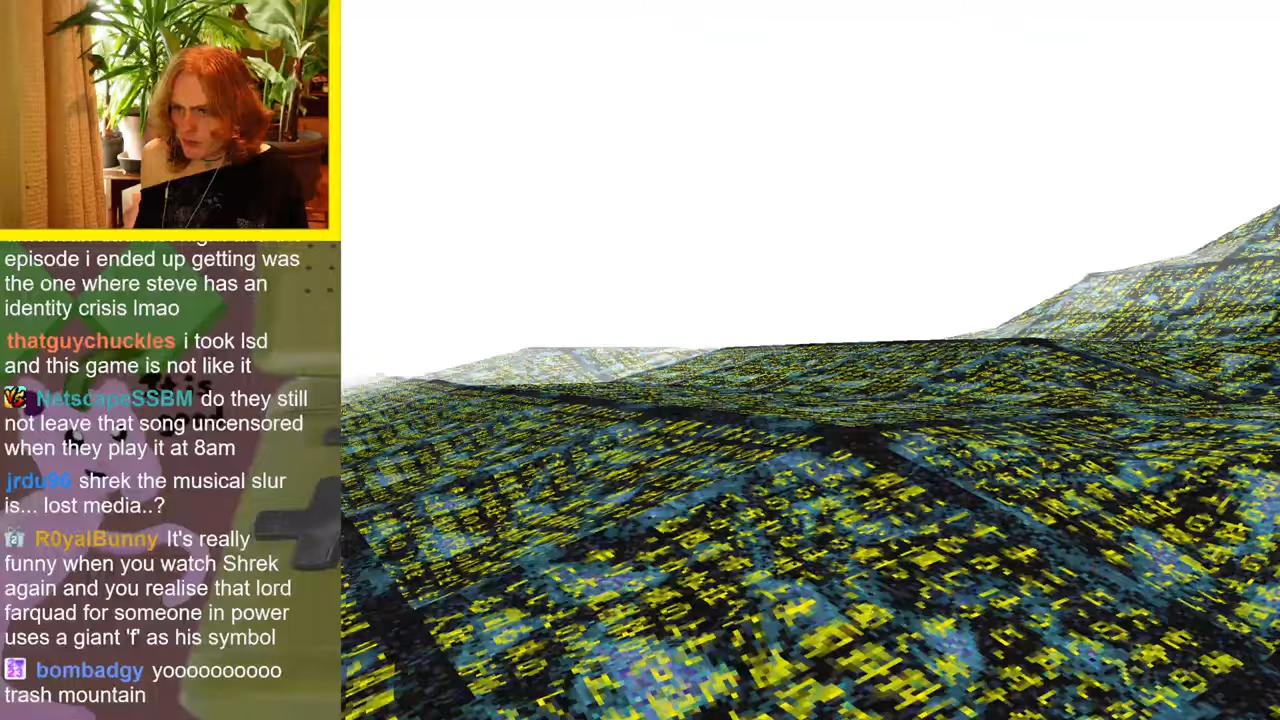 episode i ended up getting was
the one where steve has an
identity crisis lmao
thatguychuckles i took lsd
and this game is not like it
NetscapeSSBM do they still
not leave that song uncensored
when they play it at 8am
jrdu96 shrek the musical slur
is... lost media..?
R0yalBunny It's really
funny when you watch Shrek
again and you realise that lord
farquad for someone in power
uses a giant 'f' as his symbol
bombadgy yoooooooooo
trash mountain